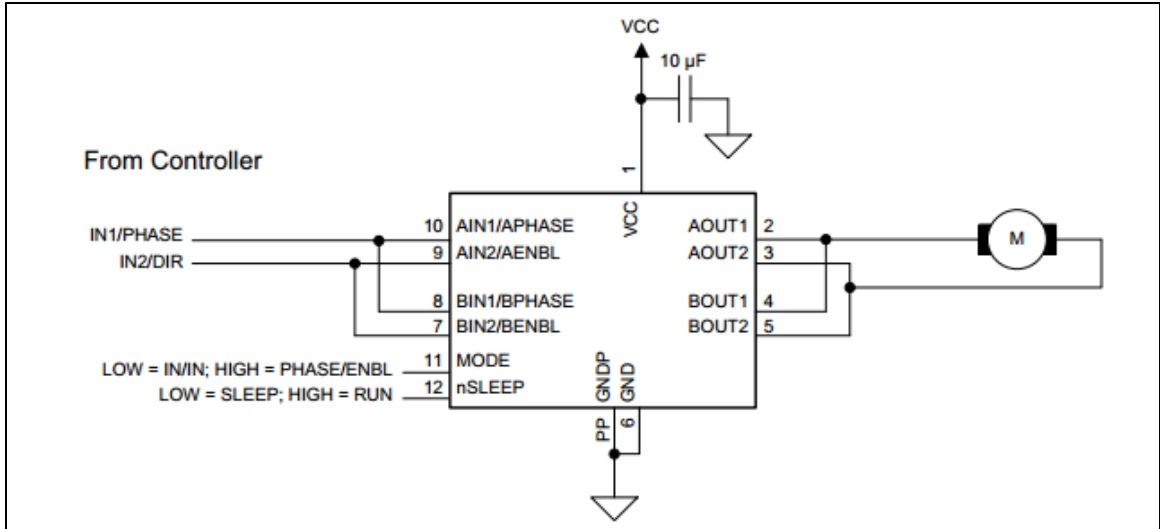 VCC
10 µF
From Controller
1
VCC
IN1/PHASE
10 AIN1/APHASE
AOUT1 2
M
IN2/DIR
9 AIN2/AENBL
AOUT2 3
8 BIN1/BPHASE
BOUT1 4
7 BIN2/BENBL
BOUT2 5
LOW = IN/IN; HIGH = PHASE/ENBL 11 MODE
LOW = SLEEP; HIGH = RUN 12 nSLEEP
GNDP
GND
PP
6